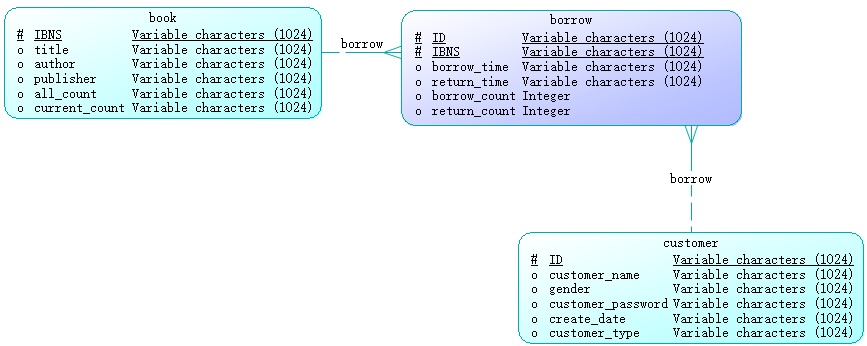 book
# IBNS Variable characters (1024)
o title Variable characters (1024)
o author Variable characters (1024)
o publisher Variable characters (1024)
o all_count Variable characters (1024)
o current_count Variable characters (1024)
borrow
borrow
# ID Variable characters (1024)
# IBNS Variable characters (1024)
o borrow_time Variable characters (1024)
o return_time Variable characters (1024)
o borrow_count Integer
o return_count Integer
borrow
customer
# ID Variable characters (1024)
o customer_name Variable characters (1024)
o gender Variable characters (1024)
o customer_password Variable characters (1024)
o create_date Variable characters (1024)
o customer_type Variable characters (1024)